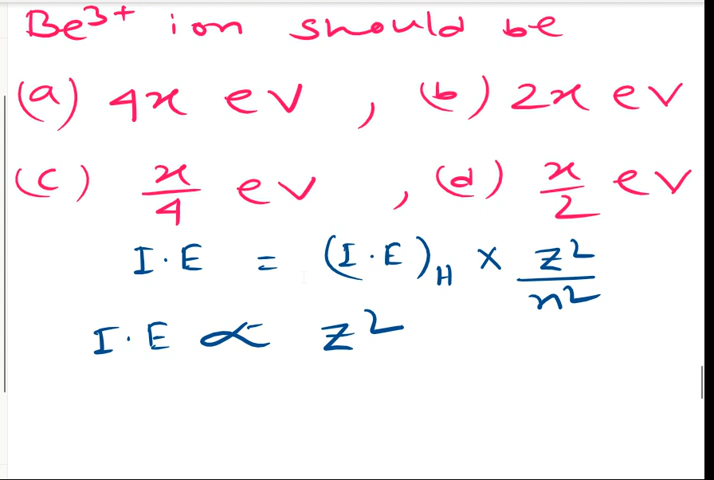 Be³⁺ ion should be
(a) 4x eV , (b) 2x eV
(c) x/4 eV , (d) x/2 eV
I.E = (I.E)H × z²/n²
I.E ∝ z²